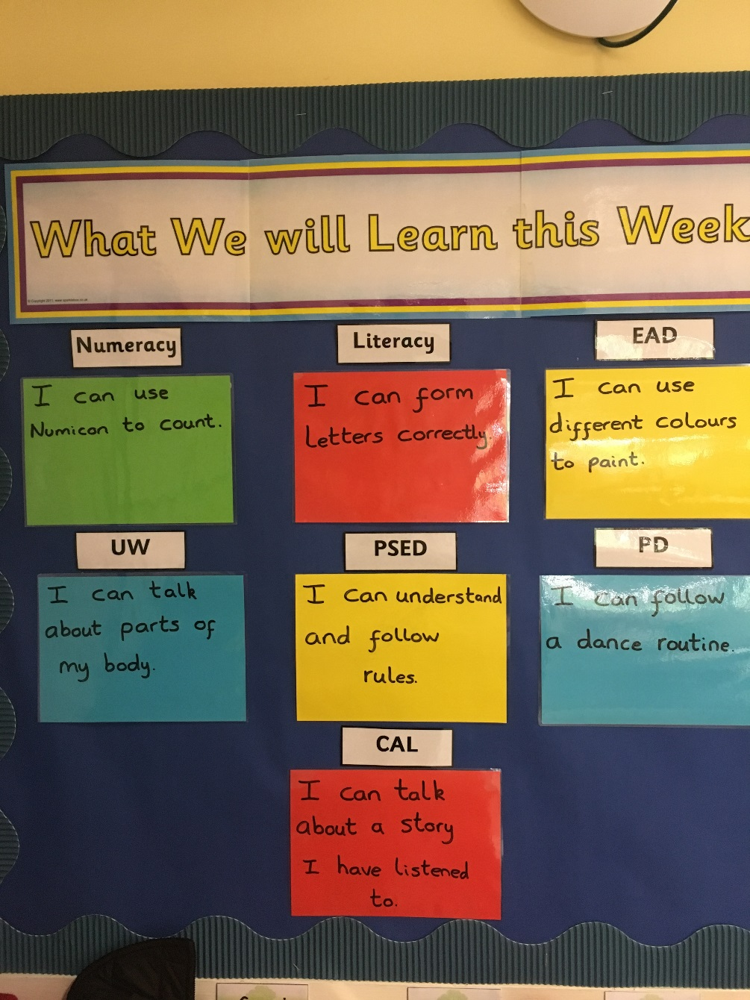 What We will Learn this Week
Numeracy
I can use
Numicon to count.
Literacy
I can form
letters correctly.
EAD
I can use
different colours
to paint.
UW
I can talk
about parts of
my body.
PSED
I can understand
and follow
rules.
PD
I can follow
a dance routine.
CAL
I can talk
about a story
I have listened
to.